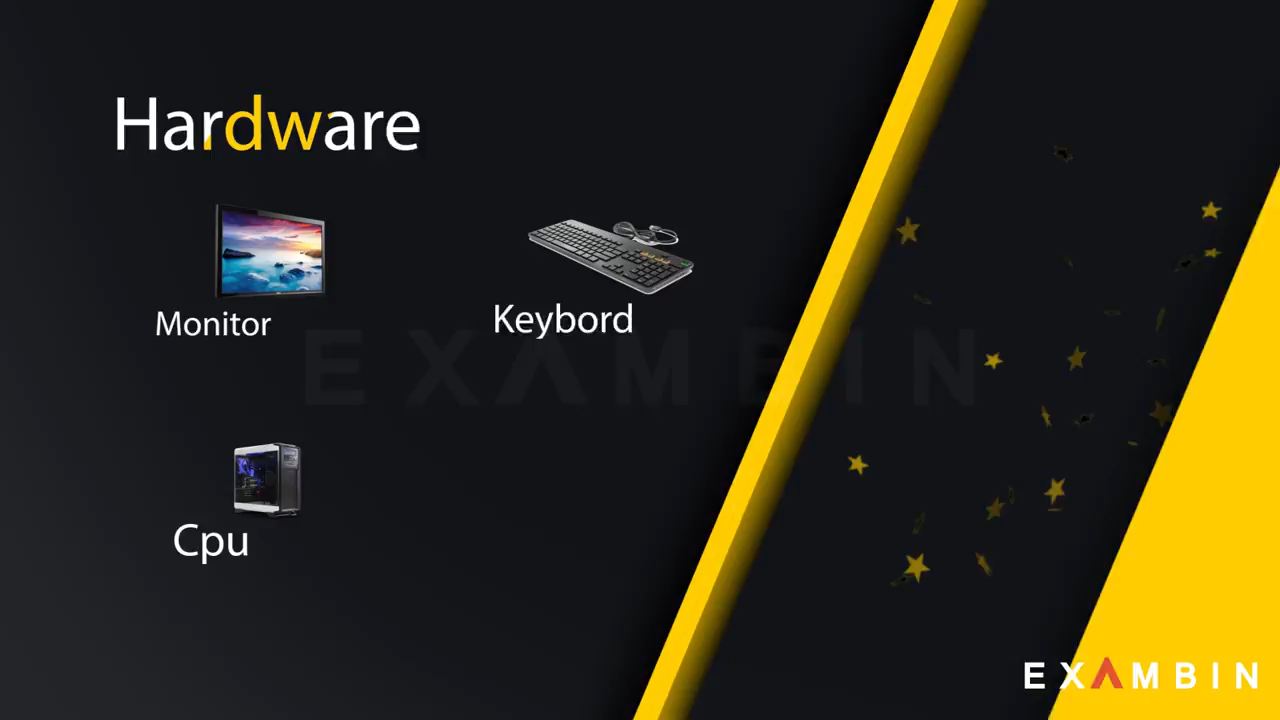 Hardware
Monitor
Keybord
EXAMBIN
Cpu
EXAMBIN